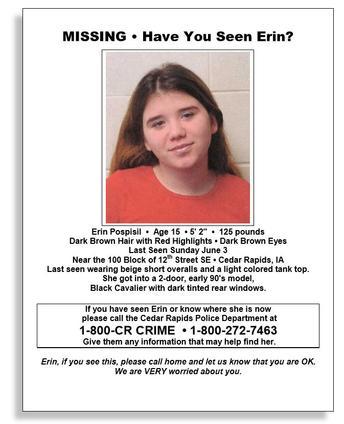 MISSING • Have You Seen Erin?
Erin Pospisil • Age 15 • 5' 2" • 125 pounds
Dark Brown Hair with Red Highlights • Dark Brown Eyes
Last Seen Sunday June 3
Near the 100 Block of 12th Street SE • Cedar Rapids, IA
Last seen wearing beige short overalls and a light colored tank top.
She got into a 2-door, early 90's model,
Black Cavalier with dark tinted rear windows.
If you have seen Erin or know where she is now
please call the Cedar Rapids Police Department at
1-800-CR CRIME • 1-800-272-7463
Give them any information that may help find her.
Erin, if you see this, please call home and let us know that you are OK.
We are VERY worried about you.